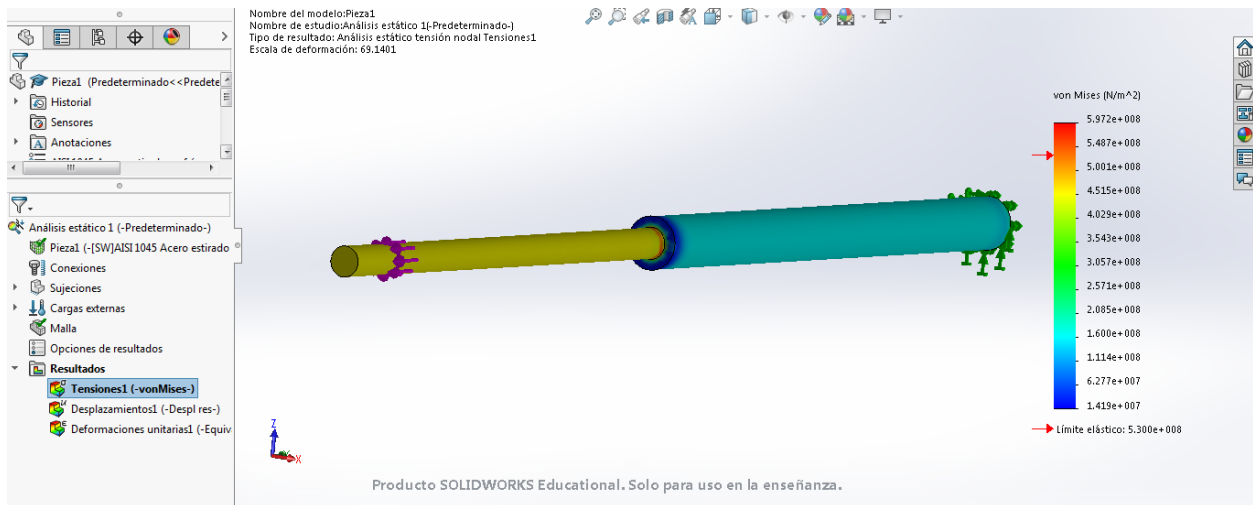 Nombre del modelo:Pieza1
Nombre de estudio:Análisis estático 1(-Predeterminado-)
Tipo de resultado: Análisis estático tensión nodal Tensiones1
Escala de deformación: 69.1401
Pieza1 (Predeterminado<<Predete
Historial
Sensores
Anotaciones
Análisis estático 1 (-Predeterminado-)
Pieza1 (-[SW]AISI 1045 Acero estirado
Conexiones
Sujeciones
Cargas externas
Malla
Opciones de resultados
Resultados
Tensiones1 (-vonMises-)
Desplazamientos1 (-Despl res-)
Deformaciones unitarias1 (-Equiv
von Mises (N/m^2)
5.972e+008
5.487e+008
5.001e+008
4.515e+008
4.029e+008
3.543e+008
3.057e+008
2.571e+008
2.085e+008
1.600e+008
1.114e+008
6.277e+007
1.419e+007
Límite elástico: 5.300e+008
Z
X
Producto SOLIDWORKS Educational. Solo para uso en la enseñanza.